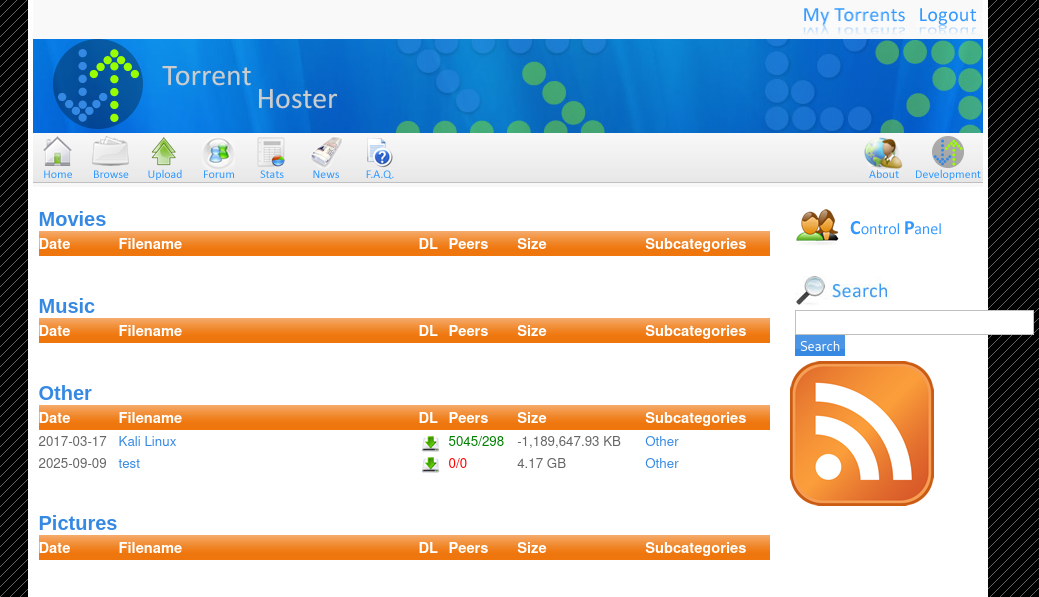 My Torrents Logout
Torrent
Hoster
Home Browse Upload Forum Stats News F.A.Q. About Development
Movies
Date Filename DL Peers Size Subcategories
Control Panel
Music
Date Filename DL Peers Size Subcategories
Search
Search
Other
Date Filename DL Peers Size Subcategories
2017-03-17 Kali Linux 5045/298 -1,189,647.93 KB Other
2025-09-09 test 0/0 4.17 GB Other
Pictures
Date Filename DL Peers Size Subcategories